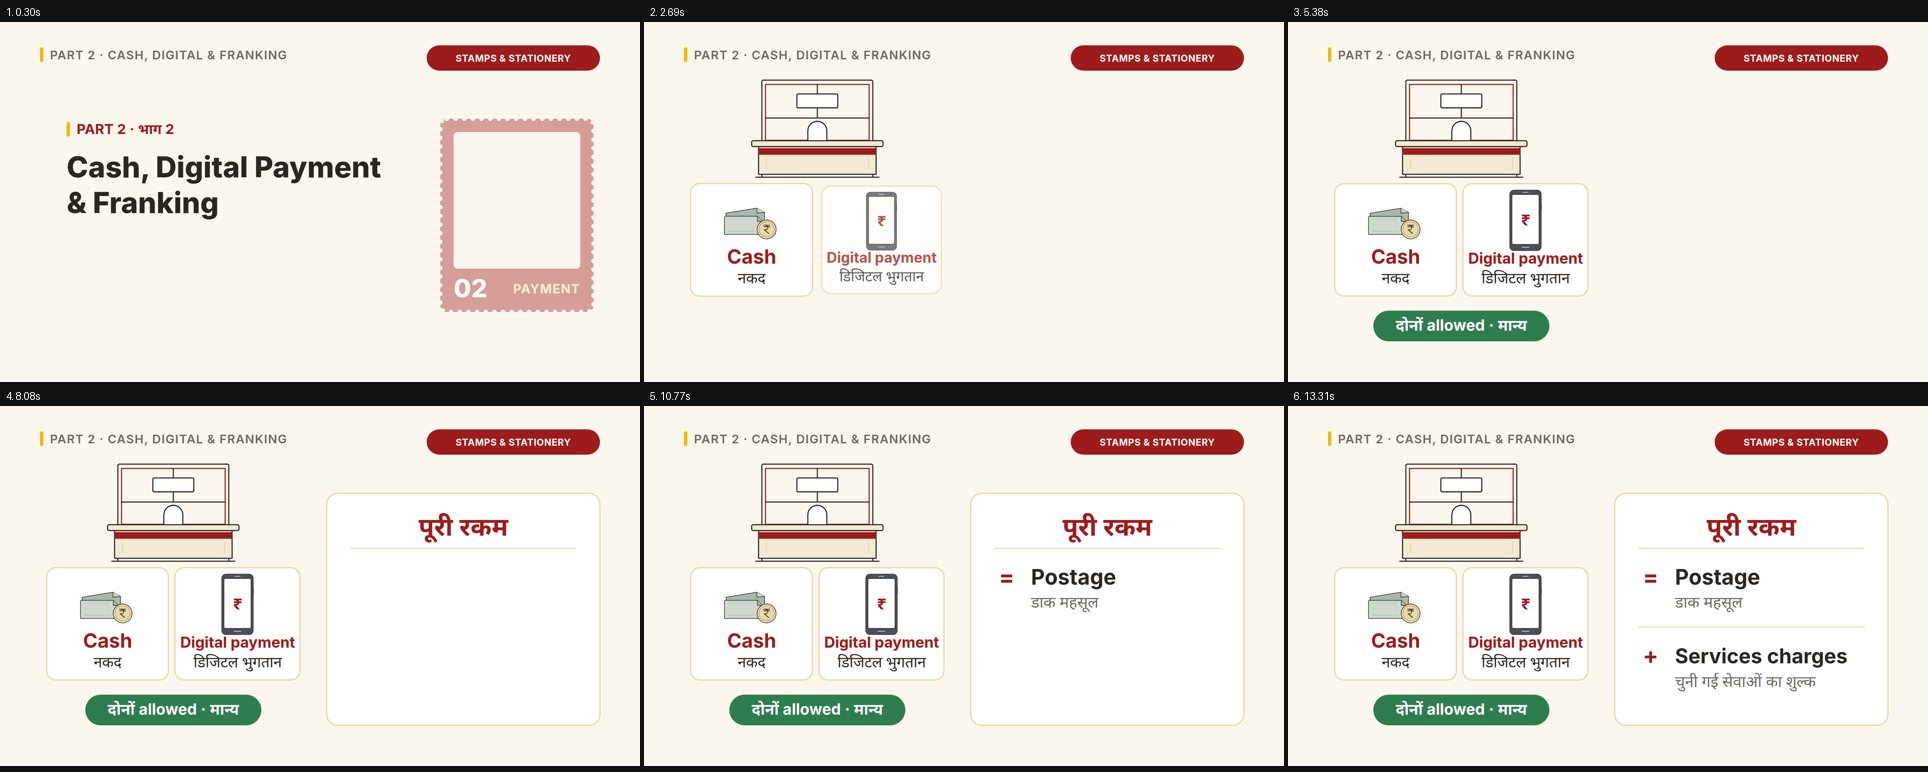 1. 0.30s
PART 2 · CASH, DIGITAL & FRANKING
STAMPS & STATIONERY
PART 2 · भाग 2
Cash, Digital Payment
& Franking
02 PAYMENT
2. 2.69s
PART 2 · CASH, DIGITAL & FRANKING
STAMPS & STATIONERY
₹
₹
Cash
नकद
Digital payment
डिजिटल भुगतान
3. 5.38s
PART 2 · CASH, DIGITAL & FRANKING
STAMPS & STATIONERY
₹
₹
Cash
नकद
Digital payment
डिजिटल भुगतान
दोनों allowed · मान्य
4. 8.08s
PART 2 · CASH, DIGITAL & FRANKING
STAMPS & STATIONERY
₹
₹
Cash
नकद
Digital payment
डिजिटल भुगतान
दोनों allowed · मान्य
पूरी रकम
5. 10.77s
PART 2 · CASH, DIGITAL & FRANKING
STAMPS & STATIONERY
₹
₹
Cash
नकद
Digital payment
डिजिटल भुगतान
दोनों allowed · मान्य
पूरी रकम
= Postage
डाक महसूल
6. 13.31s
PART 2 · CASH, DIGITAL & FRANKING
STAMPS & STATIONERY
₹
₹
Cash
नकद
Digital payment
डिजिटल भुगतान
दोनों allowed · मान्य
पूरी रकम
= Postage
डाक महसूल
+ Services charges
चुनी गई सेवाओं का शुल्क